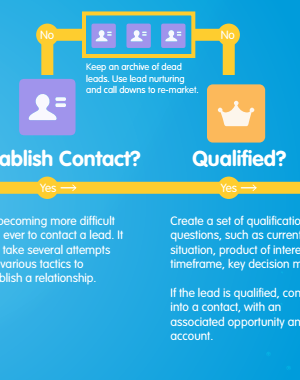 No
No
Keep an archive of dead
leads. Use lead nurturing
and call downs to re-market.
ablish Contact?
Qualified?
Yes
Yes
becoming more difficult
ever to contact a lead. It
take several attempts
various tactics to
blish a relationship.
Create a set of qualificatio
questions, such as current
situation, product of intere
timeframe, key decision m
If the lead is qualified, con
into a contact, with an
associated opportunity an
account.